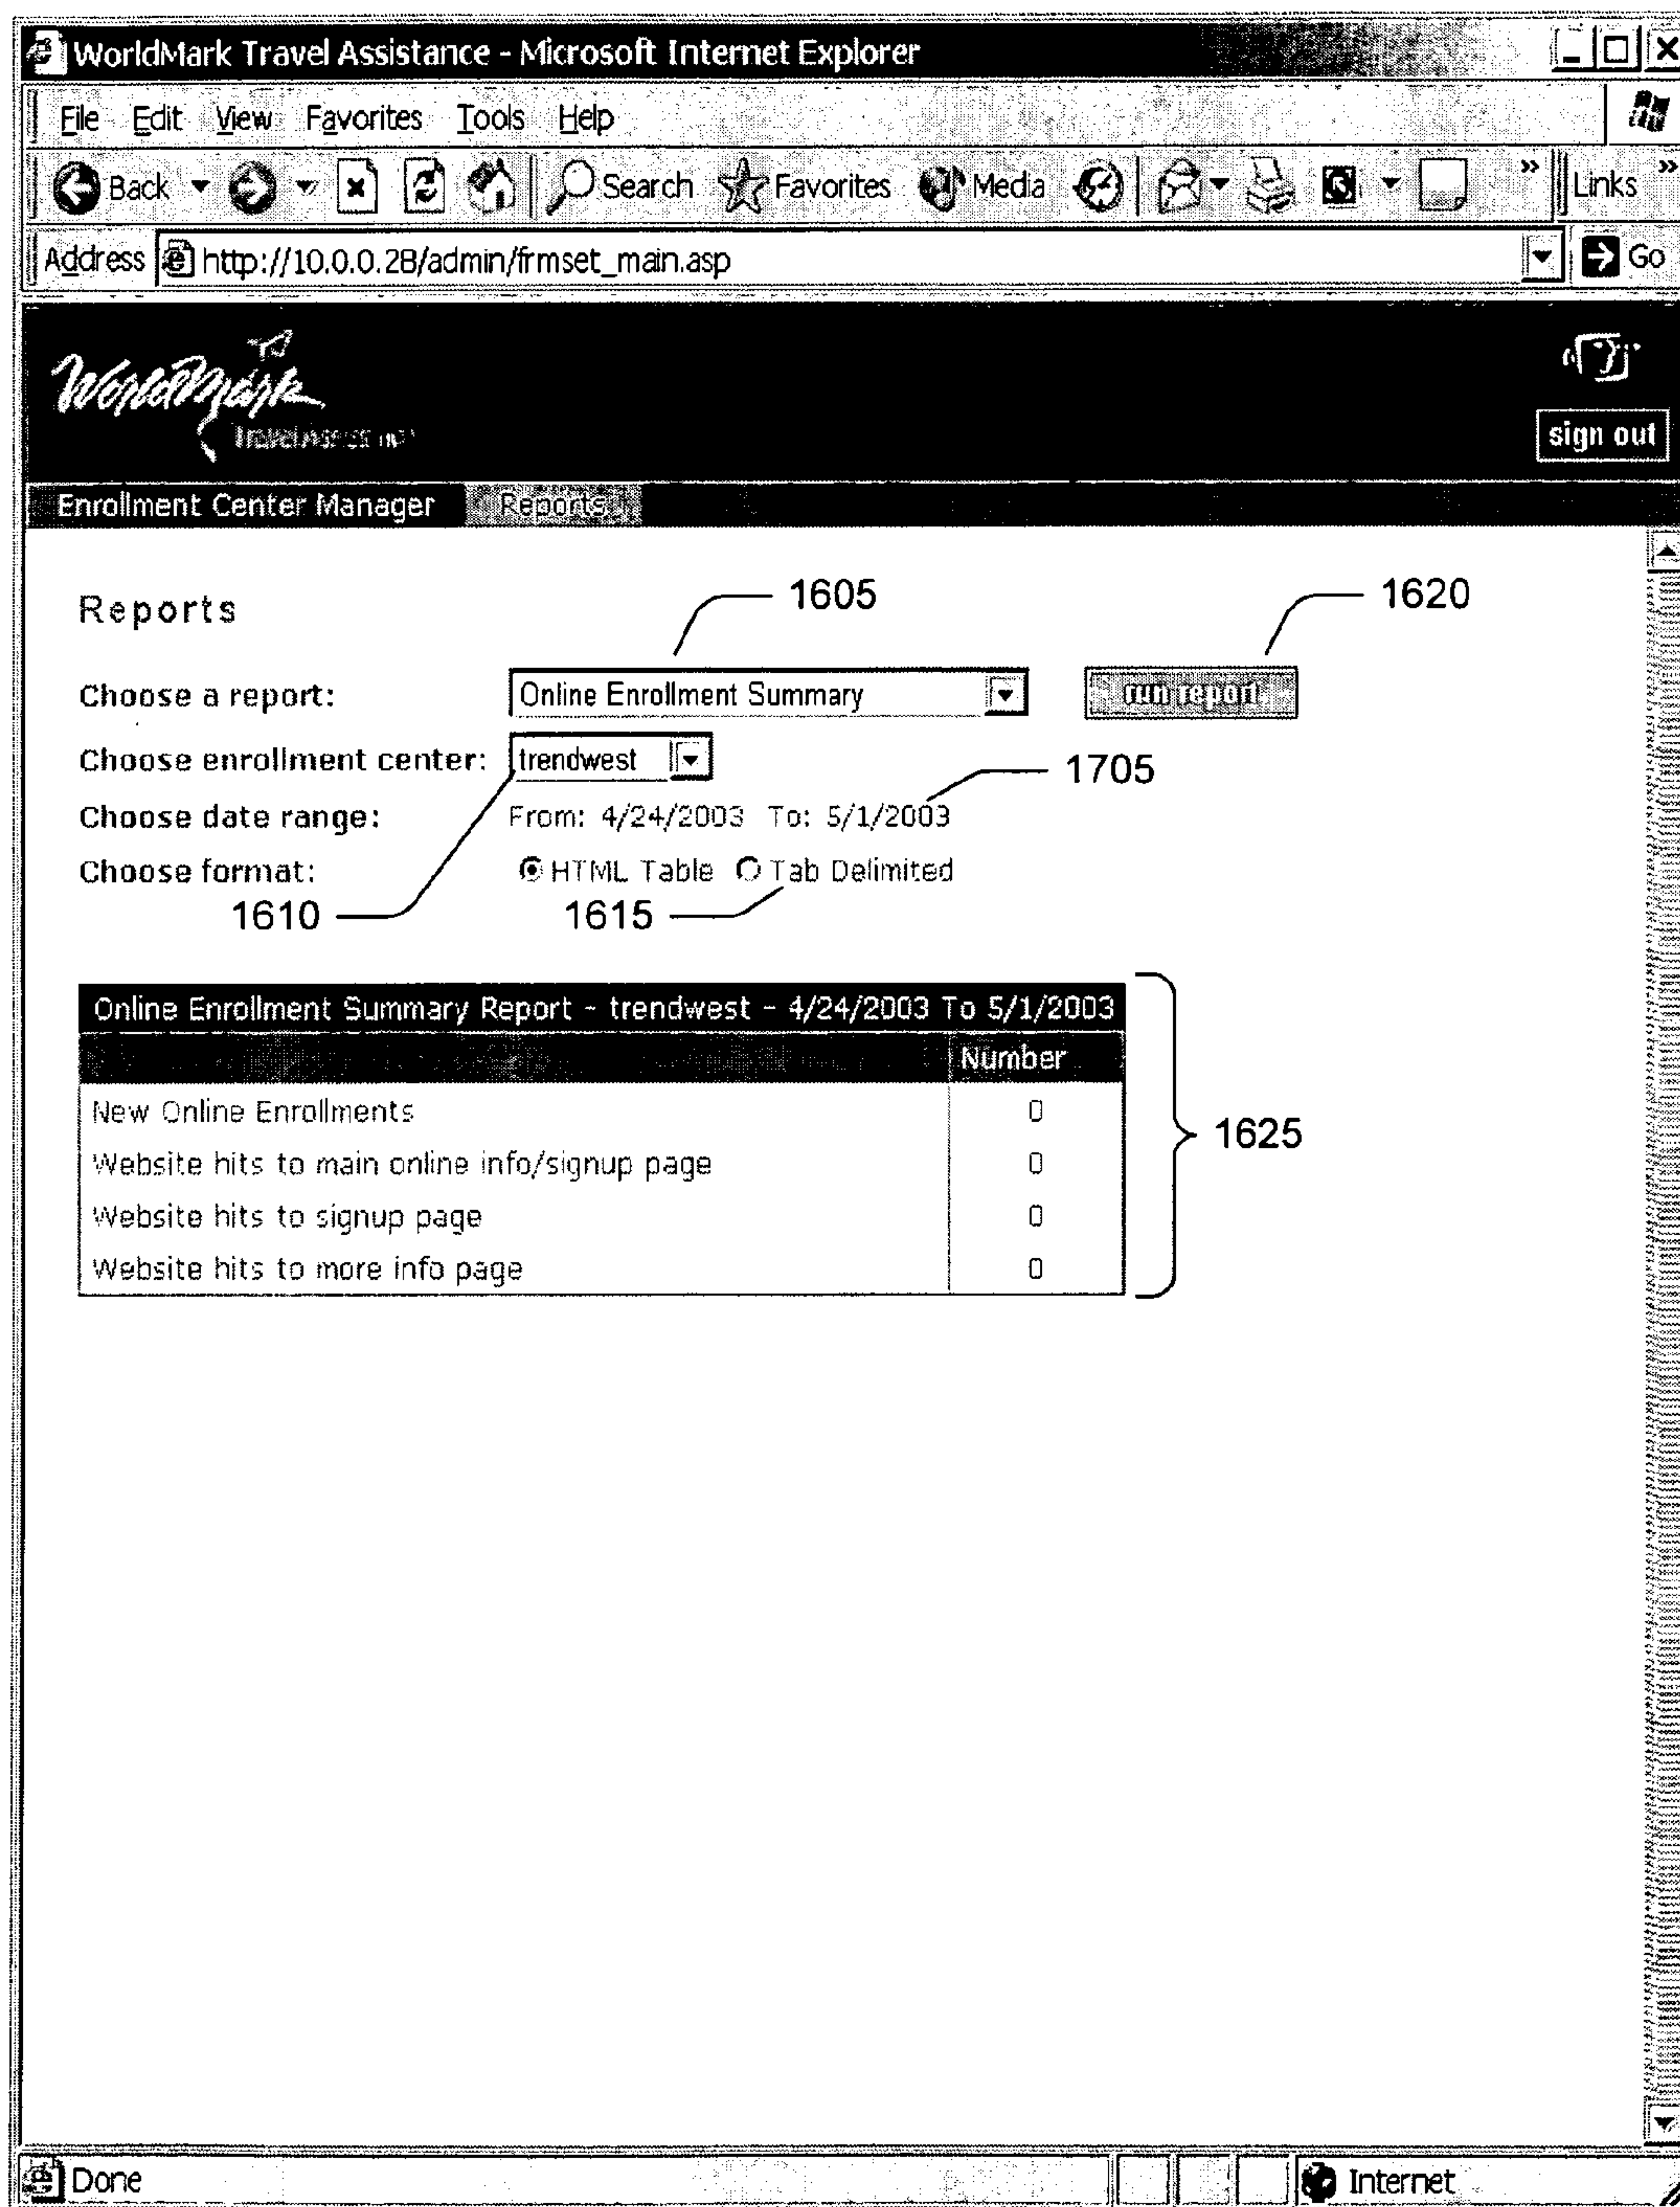 WorldMark Travel Assistance - Microsoft Internet Explorer
File Edit View Favorites Tools Help
Back Search Favorites Media Links
Address http://10.0.0.28/admin/frmset_main.asp Go
WorldMark
sign out
Enrollment Center Manager Reports
Reports
1605
1620
Choose a report: Online Enrollment Summary run report
Choose enrollment center: trendwest
1705
Choose date range: From: 4/24/2003 To: 5/1/2003
Choose format: HTML Table Tab Delimited
1610 1615
Online Enrollment Summary Report - trendwest - 4/24/2003 To 5/1/2003
Number
New Online Enrollments 0
Website hits to main online info/signup page 0
1625
Website hits to signup page 0
Website hits to more info page 0
Done Internet